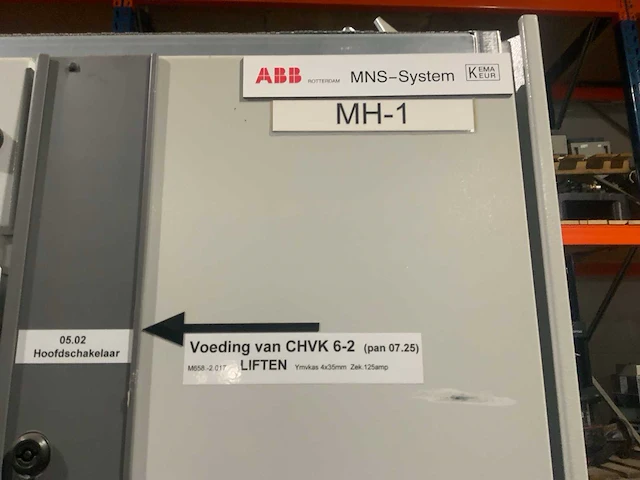 ABB ROTTERDAM MNS-System KEMA KEUR
MH-1
05.02
Hoofdschakelaar
Voeding van CHVK 6-2 (pan 07.25)
LIFTEN Ymvkas 4x35mm Zek.125amp